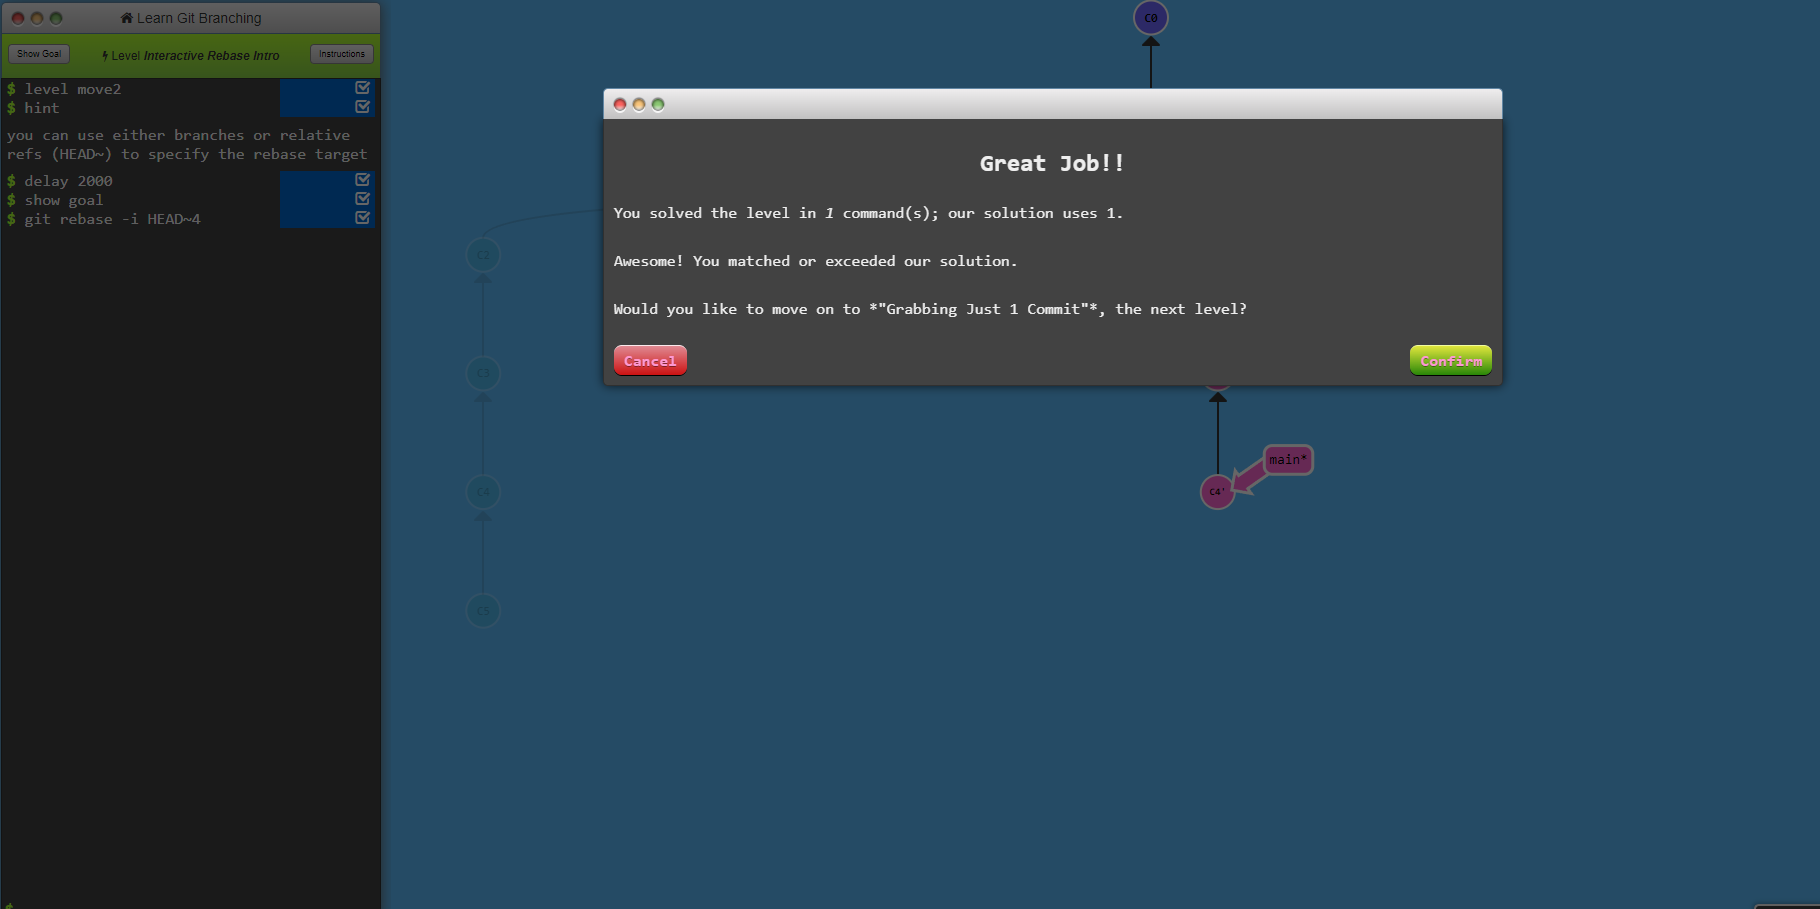 Learn Git Branching
Show Goal
Level Interactive Rebase Intro
Instructions
$ level move2
$ hint
you can use either branches or relative
refs (HEAD~) to specify the rebase target
$ delay 2000
$ show goal
$ git rebase -i HEAD~4
$
C0
Great Job!!
You solved the level in 1 command(s); our solution uses 1.
Awesome! You matched or exceeded our solution.
Would you like to move on to *"Grabbing Just 1 Commit"*, the next level?
Cancel
Confirm
C2
C3
C4
C5
main*
C4'